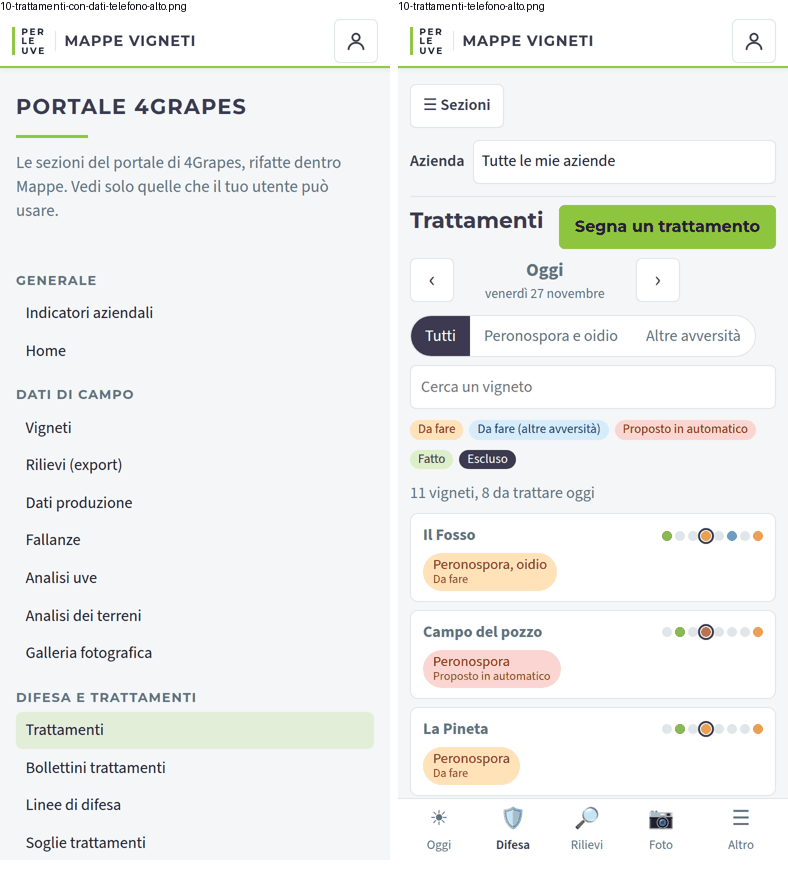 10-trattamenti-con-dati-telefono-alto.png
PER
LE
UVE
MAPPE VIGNETI
PORTALE 4GRAPES
Le sezioni del portale di 4Grapes, rifatte dentro
Mappe. Vedi solo quelle che il tuo utente può
usare.
GENERALE
Indicatori aziendali
Home
DATI DI CAMPO
Vigneti
Rilievi (export)
Dati produzione
Fallanze
Analisi uve
Analisi dei terreni
Galleria fotografica
DIFESA E TRATTAMENTI
Trattamenti
Bollettini trattamenti
Linee di difesa
Soglie trattamenti
10-trattamenti-telefono-alto.png
PER
LE
UVE
MAPPE VIGNETI
☰ Sezioni
Azienda Tutte le mie aziende
Trattamenti Segna un trattamento
‹ Oggi ›
venerdì 27 novembre
Tutti Peronospora e oidio Altre avversità
Cerca un vigneto
Da fare Da fare (altre avversità) Proposto in automatico
Fatto Escluso
11 vigneti, 8 da trattare oggi
Il Fosso
Peronospora, oidio
Da fare
Campo del pozzo
Peronospora
Proposto in automatico
La Pineta
Peronospora
Da fare
Oggi Difesa Rilievi Foto Altro